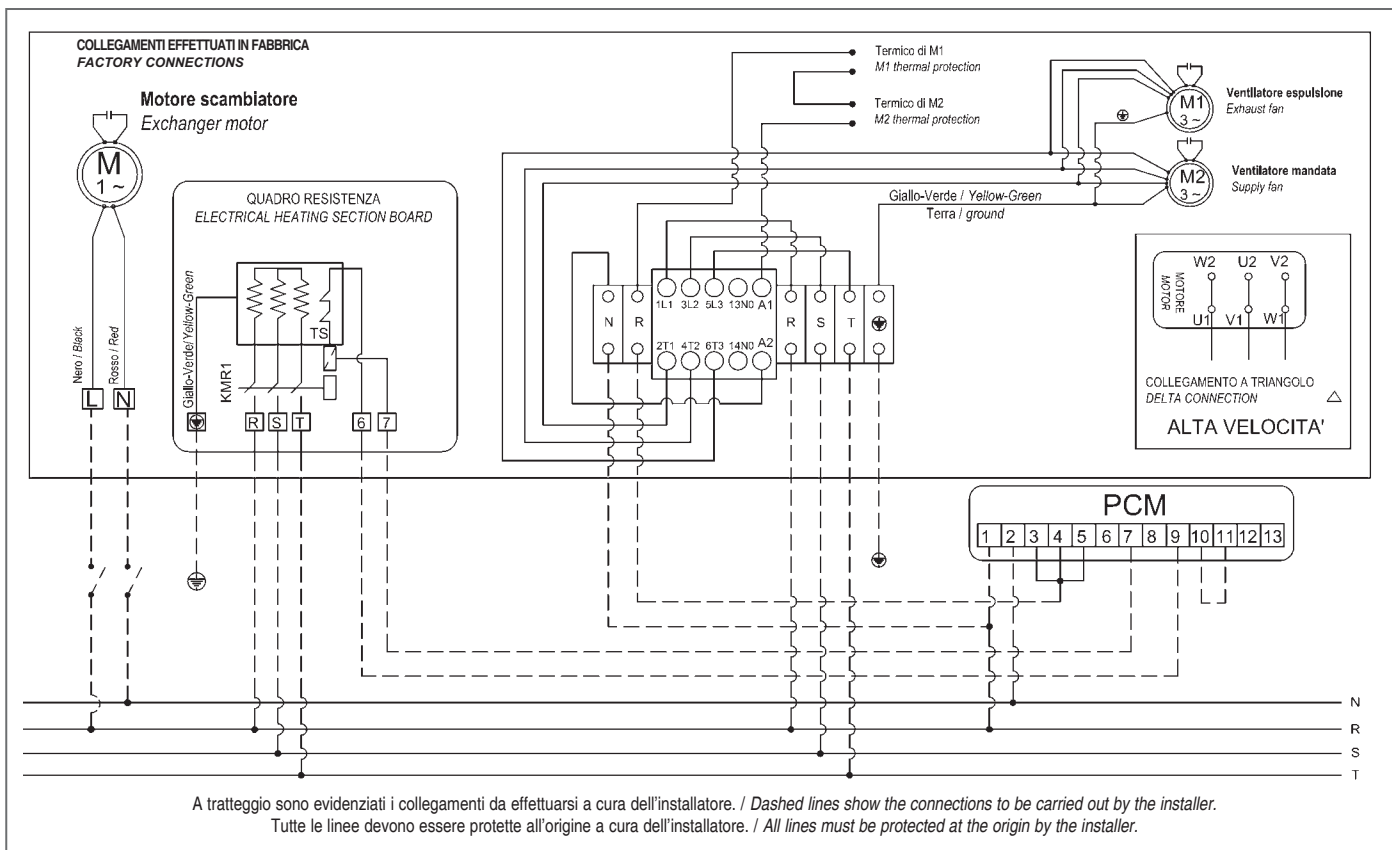 COLLEGAMENTI EFFETTUATI IN FABBRICA
FACTORY CONNECTIONS
Motore scambiatore
Exchanger motor
M
1 ~
Nero / Black
Rosso / Red
L N
QUADRO RESISTENZA
ELECTRICAL HEATING SECTION BOARD
Giallo-Verde/Yellow-Green
TS
KMR1
R S T 6 7
Termico di M1
M1 thermal protection
Termico di M2
M2 thermal protection
M1
3 ~
Ventilatore espulsione
Exhaust fan
M2
3 ~
Ventilatore mandata
Supply fan
Giallo-Verde / Yellow-Green
Terra / ground
1L1 3L2 5L3 13N0 A1
N R R S T
2T1 4T2 6T3 14N0 A2
MOTORE
MOTOR
W2 U2 V2
U1 V1 W1
COLLEGAMENTO A TRIANGOLO
DELTA CONNECTION
ALTA VELOCITA'
PCM
1 2 3 4 5 6 7 8 9 10 11 12 13
N
R
S
T
A tratteggio sono evidenziati i collegamenti da effettuarsi a cura dell'installatore. / Dashed lines show the connections to be carried out by the installer.
Tutte le linee devono essere protette all'origine a cura dell'installatore. / All lines must be protected at the origin by the installer.